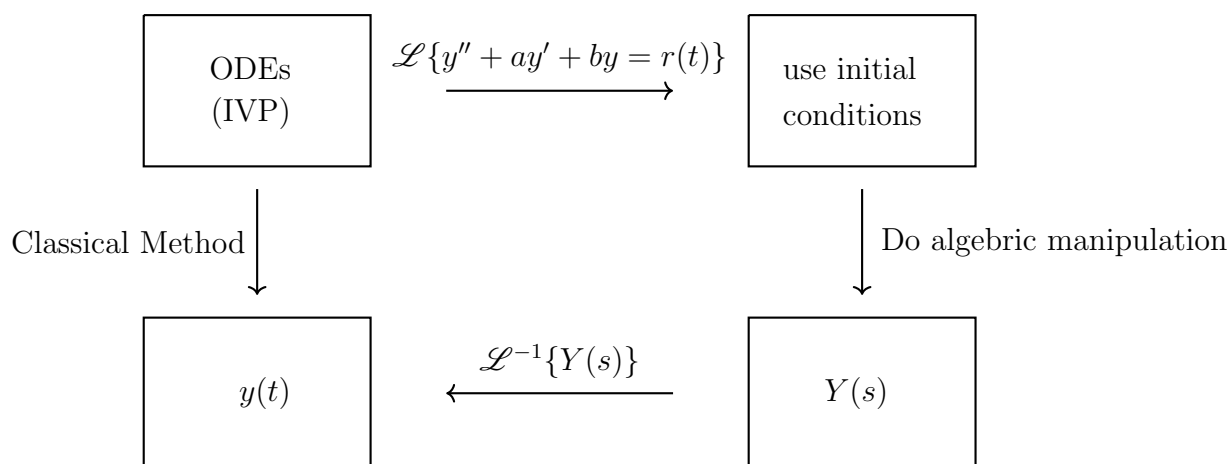 ODEs
(IVP)
ℒ{y'' + ay' + by = r(t)}
use initial
conditions
Classical Method
Do algebric manipulation
y(t)
ℒ⁻¹{Y(s)}
Y(s)